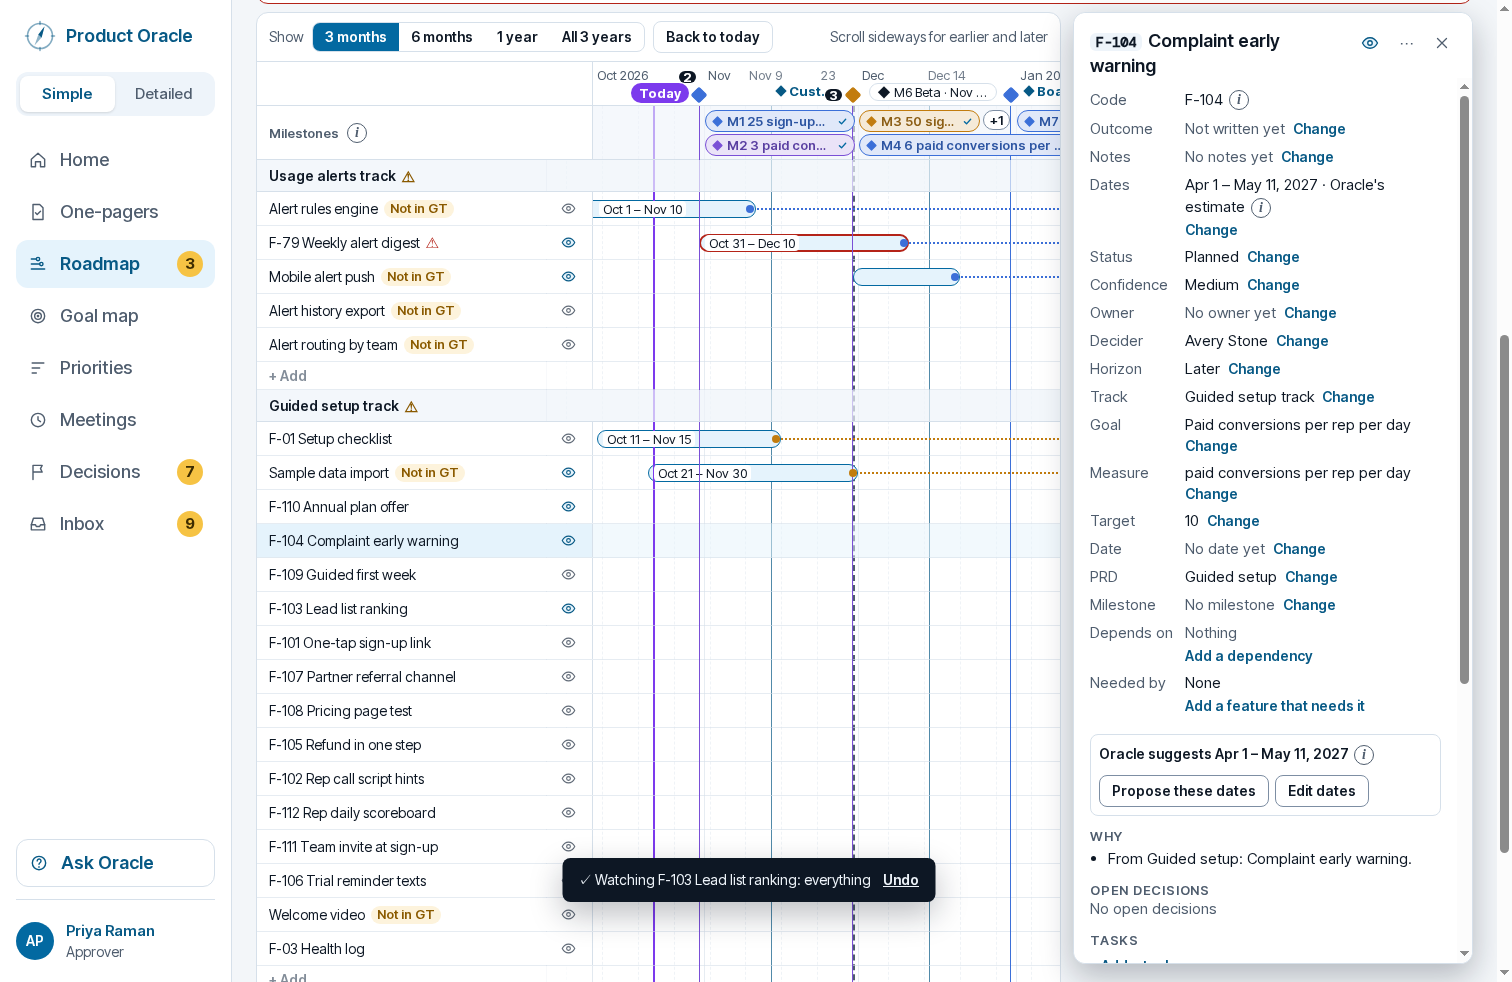 Product Oracle
Simple
Detailed
Home
One-pagers
Roadmap
3
Goal map
Priorities
Meetings
Decisions
7
Inbox
9
Ask Oracle
AP
Priya Raman
Approver
Show
3 months
6 months
1 year
All 3 years
Back to today
Scroll sideways for earlier and later
Oct 2026
2
Nov
Nov 9
23
Dec
Dec 14
Jan 20
Today
Cust.
3
M6 Beta · Nov ...
Boa
Milestones i
M1 25 sign-up...
M3 50 sig...
+1
M7
M2 3 paid con...
M4 6 paid conversions per ..
Usage alerts track
Alert rules engine Not in GT
Oct 1 – Nov 10
F-79 Weekly alert digest
Oct 31 – Dec 10
Mobile alert push Not in GT
Alert history export Not in GT
Alert routing by team Not in GT
+ Add
Guided setup track
F-01 Setup checklist
Oct 11 – Nov 15
Sample data import Not in GT
Oct 21 – Nov 30
F-110 Annual plan offer
F-104 Complaint early warning
F-109 Guided first week
F-103 Lead list ranking
F-101 One-tap sign-up link
F-107 Partner referral channel
F-108 Pricing page test
F-105 Refund in one step
F-102 Rep call script hints
F-112 Rep daily scoreboard
F-111 Team invite at sign-up
F-106 Trial reminder texts
Welcome video Not in GT
F-03 Health log
+ Add
✓ Watching F-103 Lead list ranking: everything Undo
F-104 Complaint early
warning
Code F-104 i
Outcome Not written yet Change
Notes No notes yet Change
Dates Apr 1 – May 11, 2027 · Oracle's
estimate i
Change
Status Planned Change
Confidence Medium Change
Owner No owner yet Change
Decider Avery Stone Change
Horizon Later Change
Track Guided setup track Change
Goal Paid conversions per rep per day
Change
Measure paid conversions per rep per day
Change
Target 10 Change
Date No date yet Change
PRD Guided setup Change
Milestone No milestone Change
Depends on Nothing
Add a dependency
Needed by None
Add a feature that needs it
Oracle suggests Apr 1 – May 11, 2027 i
Propose these dates
Edit dates
WHY
• From Guided setup: Complaint early warning.
OPEN DECISIONS
No open decisions
TASKS